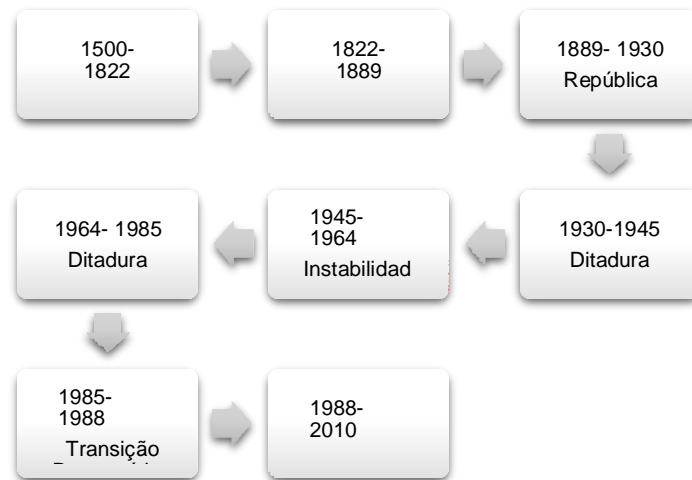 1500-
1822
1822-
1889
1889- 1930
República
1930-1945
Ditadura
1945-
1964
Instabilidad
1964- 1985
Ditadura
1985-
1988
Transição
1988-
2010